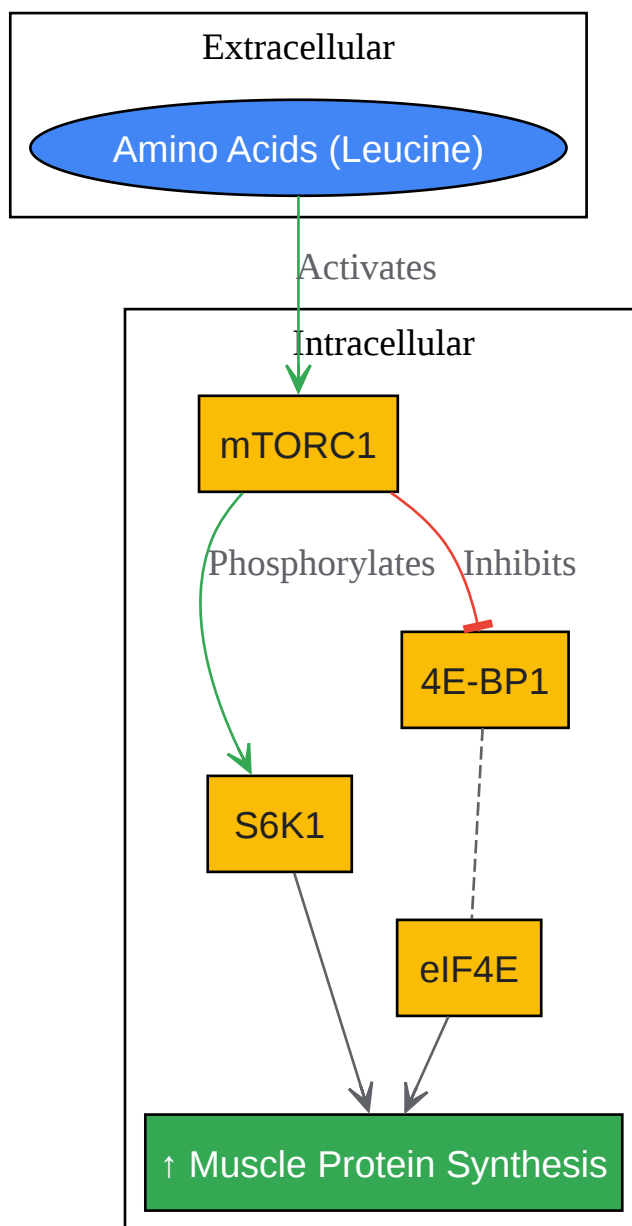 Extracellular
Amino Acids (Leucine)
Activates
Intracellular
mTORC1
Phosphorylates
Inhibits
4E-BP1
S6K1
eIF4E
↑ Muscle Protein Synthesis